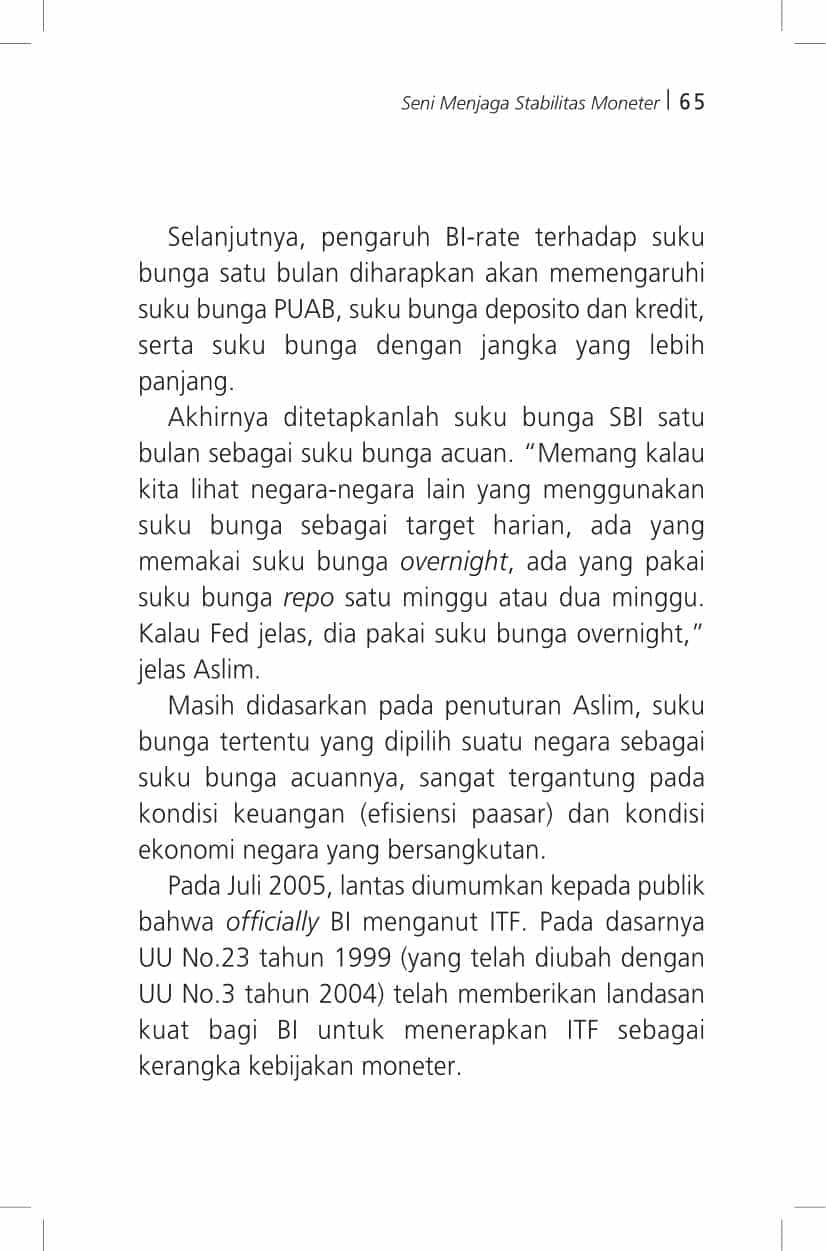 Seni Menjaga Stabilitas Moneter | 65
Selanjutnya, pengaruh BI-rate terhadap suku
bunga satu bulan diharapkan akan memengaruhi
suku bunga PUAB, suku bunga deposito dan kredit,
serta suku bunga dengan jangka yang lebih
panjang.
Akhirnya ditetapkanlah suku bunga SBI satu
bulan sebagai suku bunga acuan. “Memang kalau
kita lihat negara-negara lain yang menggunakan
suku bunga sebagai target harian, ada yang
memakai suku bunga overnight, ada yang pakai
suku bunga repo satu minggu atau dua minggu.
Kalau Fed jelas, dia pakai suku bunga overnight,”
jelas Aslim.
Masih didasarkan pada penuturan Aslim, suku
bunga tertentu yang dipilih suatu negara sebagai
suku bunga acuannya, sangat tergantung pada
kondisi keuangan (efisiensi paasar) dan kondisi
ekonomi negara yang bersangkutan.
Pada Juli 2005, lantas diumumkan kepada publik
bahwa officially BI menganut ITF. Pada dasarnya
UU No.23 tahun 1999 (yang telah diubah dengan
UU No.3 tahun 2004) telah memberikan landasan
kuat bagi BI untuk menerapkan ITF sebagai
kerangka kebijakan moneter.